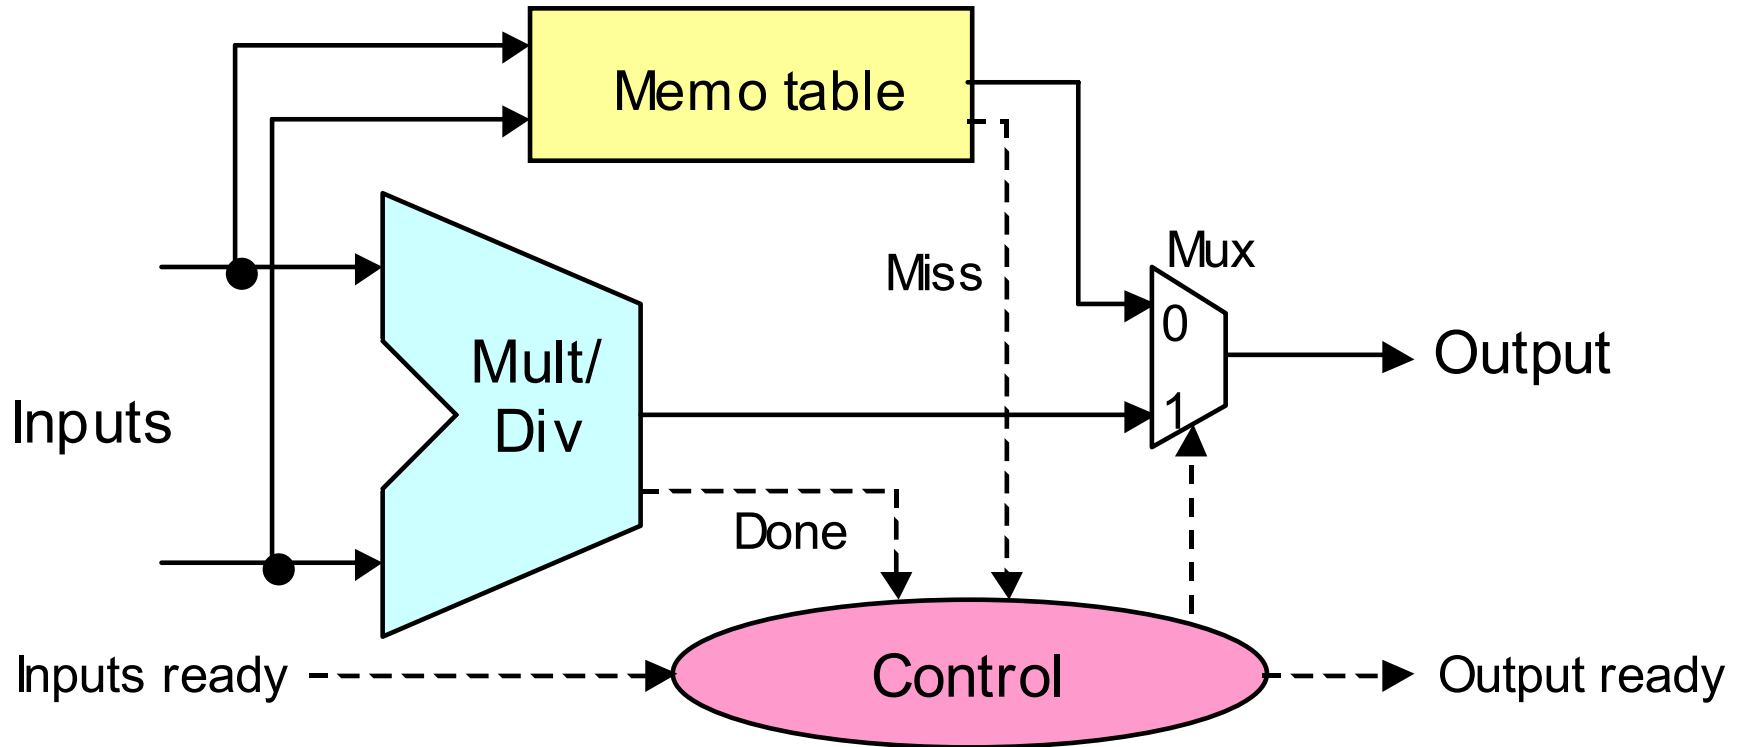 Memo table
Mux
Miss
0
Mult/
Div
Output
1
Inputs
Done
Inputs ready
Control
Output ready